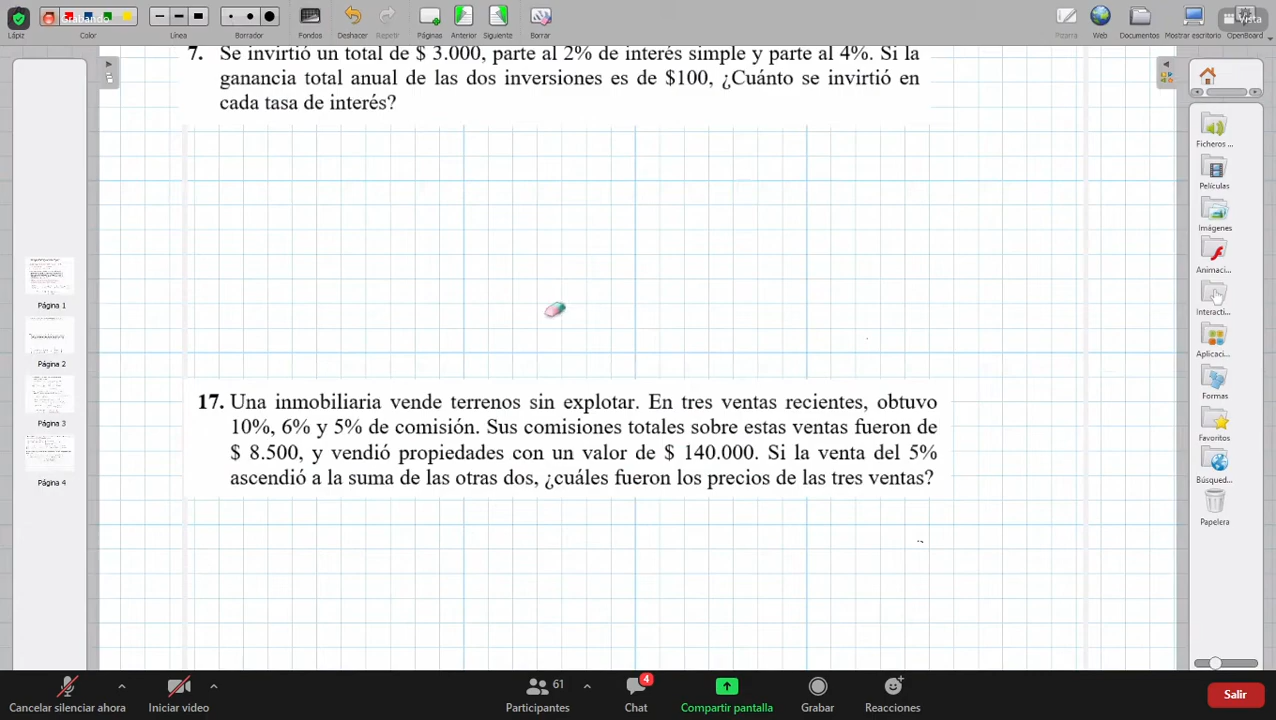 Grabando
Lápiz
Color
Línea
Borrador
Fondos
Deshacer
Repetir
Páginas
Anterior
Siguiente
Borrar
Pizarra
Web
Documentos
Mostrar escritorio
Vista
OpenBoard
7. Se invirtió un total de $ 3.000, parte al 2% de interés simple y parte al 4%. Si la
ganancia total anual de las dos inversiones es de $100, ¿Cuánto se invirtió en
cada tasa de interés?
17. Una inmobiliaria vende terrenos sin explotar. En tres ventas recientes, obtuvo
10%, 6% y 5% de comisión. Sus comisiones totales sobre estas ventas fueron de
$ 8.500, y vendió propiedades con un valor de $ 140.000. Si la venta del 5%
ascendió a la suma de las otras dos, ¿cuáles fueron los precios de las tres ventas?
Página 1
Página 2
Página 3
Página 4
Ficheros ...
Películas
Imágenes
Animaci...
Interacti...
Aplicaci...
Formas
Favoritos
Búsqued...
Papelera
Cancelar silenciar ahora
Iniciar video
61
Participantes
4
Chat
Compartir pantalla
Grabar
Reacciones
Salir